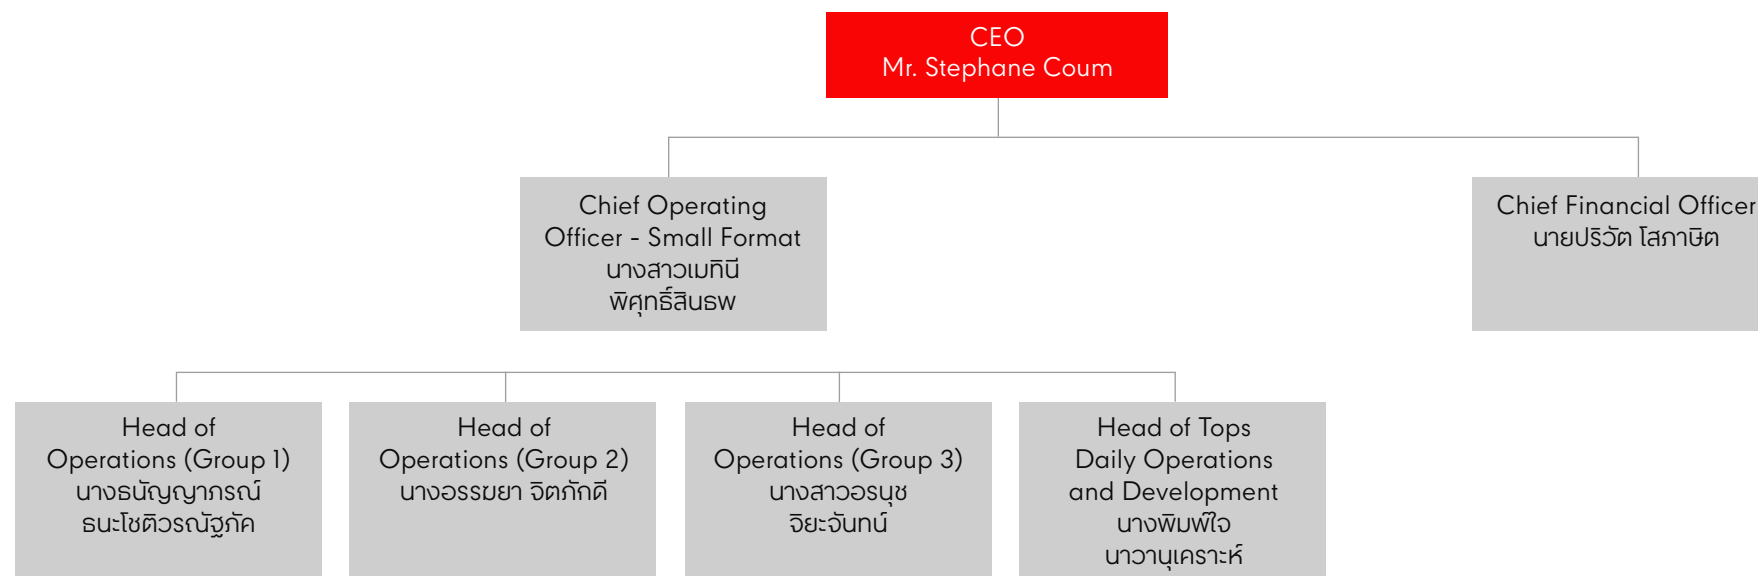 CEO
Mr. Stephane Coum
Chief Operating
Officer - Small Format
นางสาวเมทินี
พิศุทธิ์สินธพ
Chief Financial Officer
นายปริวัต โสภาษิต
Head of
Operations (Group 1)
นางธนัญญาภรณ์
ธนะโชติวรณัฐภัค
Head of
Operations (Group 2)
นางอรรฆยา จิตภักดี
Head of
Operations (Group 3)
นางสาวอรนุช
จิยะจันทน์
Head of Tops
Daily Operations
and Development
นางพิมพ์ใจ
นาวานุเคราะห์